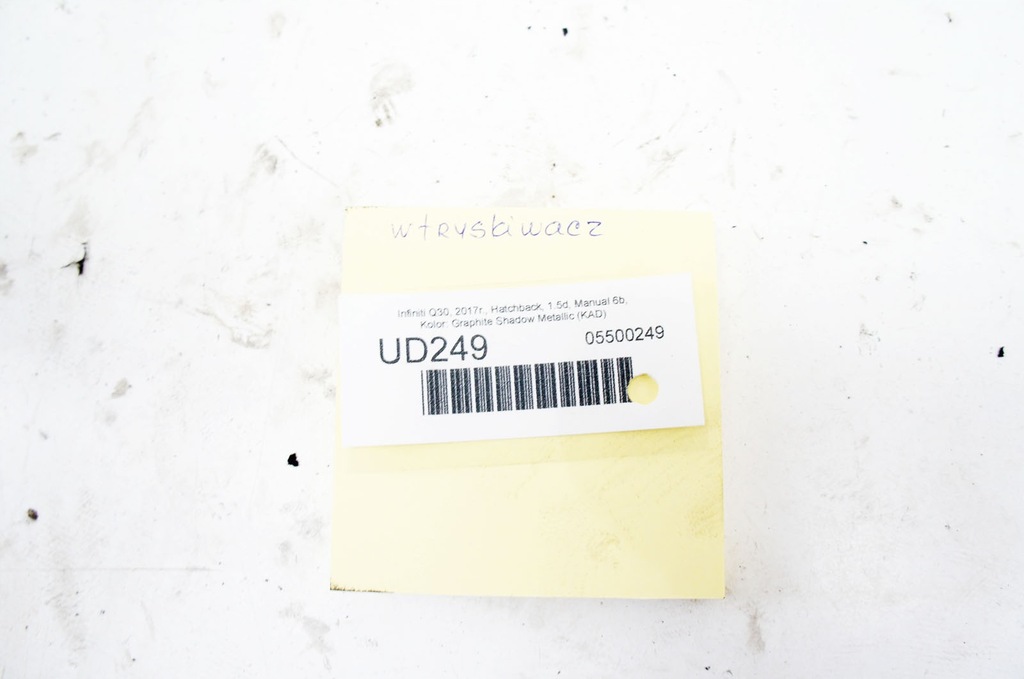 wtryskiwacz
Infiniti Q30, 2017r., Hatchback, 1.5d, Manual 6b,
Kolor: Graphite Shadow Metallic (KAD)
UD249 05500249